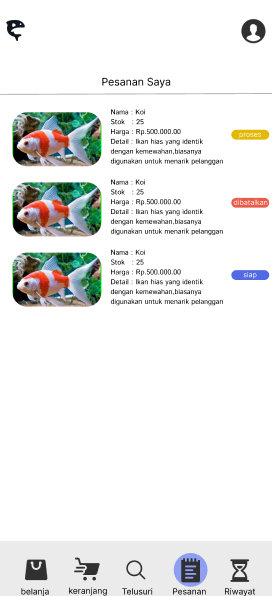 Pesanan Saya
Nama : Koi
Stok : 25
Harga : Rp.500.000.00
Detail : Ikan hias yang identik
dengan kemewahan,biasanya
digunakan untuk menarik pelanggan
proses
Nama : Koi
Stok : 25
Harga : Rp.500.000.00
Detail : Ikan hias yang identik
dengan kemewahan,biasanya
digunakan untuk menarik pelanggan
dibatalkan
Nama : Koi
Stok : 25
Harga : Rp.500.000.00
Detail : Ikan hias yang identik
dengan kemewahan,biasanya
digunakan untuk menarik pelanggan
siap
belanja
keranjang
Telusuri
Pesanan
Riwayat